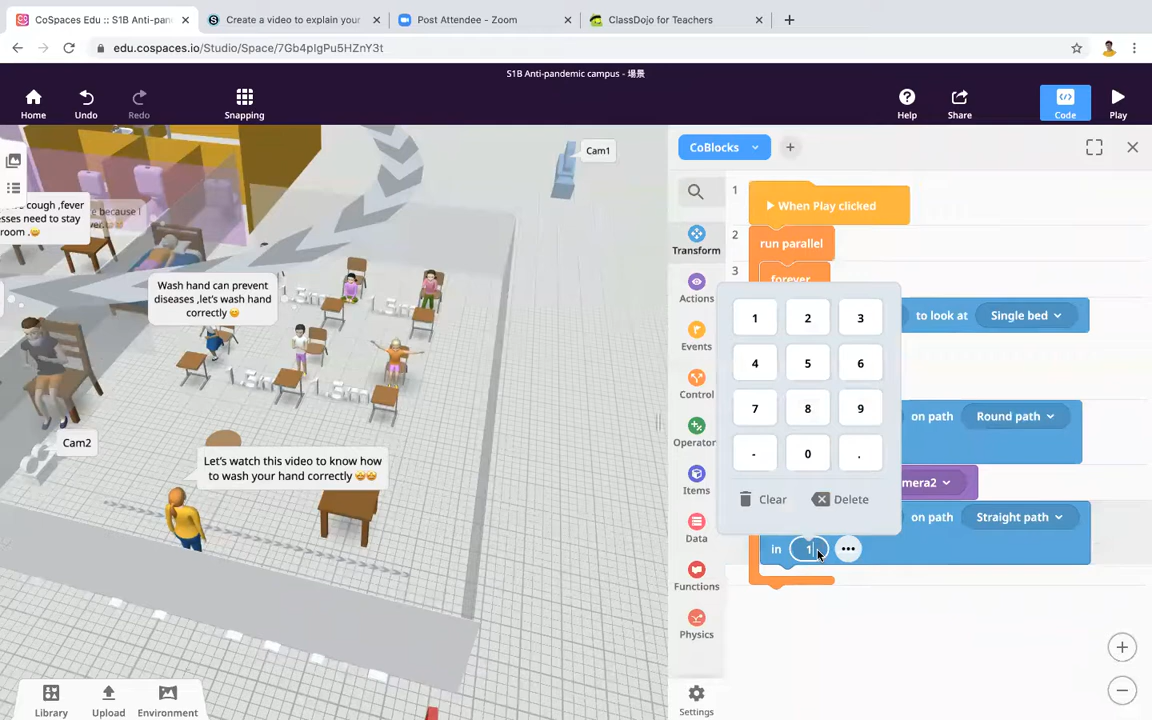 CoSpaces Edu :: S1B Anti-pan
Create a video to explain your
Post Attendee - Zoom
ClassDojo for Teachers
edu.cospaces.io/Studio/Space/7Gb4plgPu5HZnY3t
S1B Anti-pandemic campus - 場景
Home
Undo
Redo
Snapping
Help
Share
Code
Play
Cam1
cough ,fever
esses need to stay
room .😄
e because I
ver.
Wash hand can prevent
diseases ,let's wash hand
correctly 😊
Cam2
Let's watch this video to know how
to wash your hand correctly 🤩🤩
CoBlocks
Transform
Actions
Events
Control
Operator
Items
Data
Functions
Physics
Settings
1
When Play clicked
2
run parallel
3
forever
to look at Single bed
on path Round path
mera2
on path Straight path
in 1
1 2 3
4 5 6
7 8 9
- 0 .
Clear Delete
Library
Upload
Environment